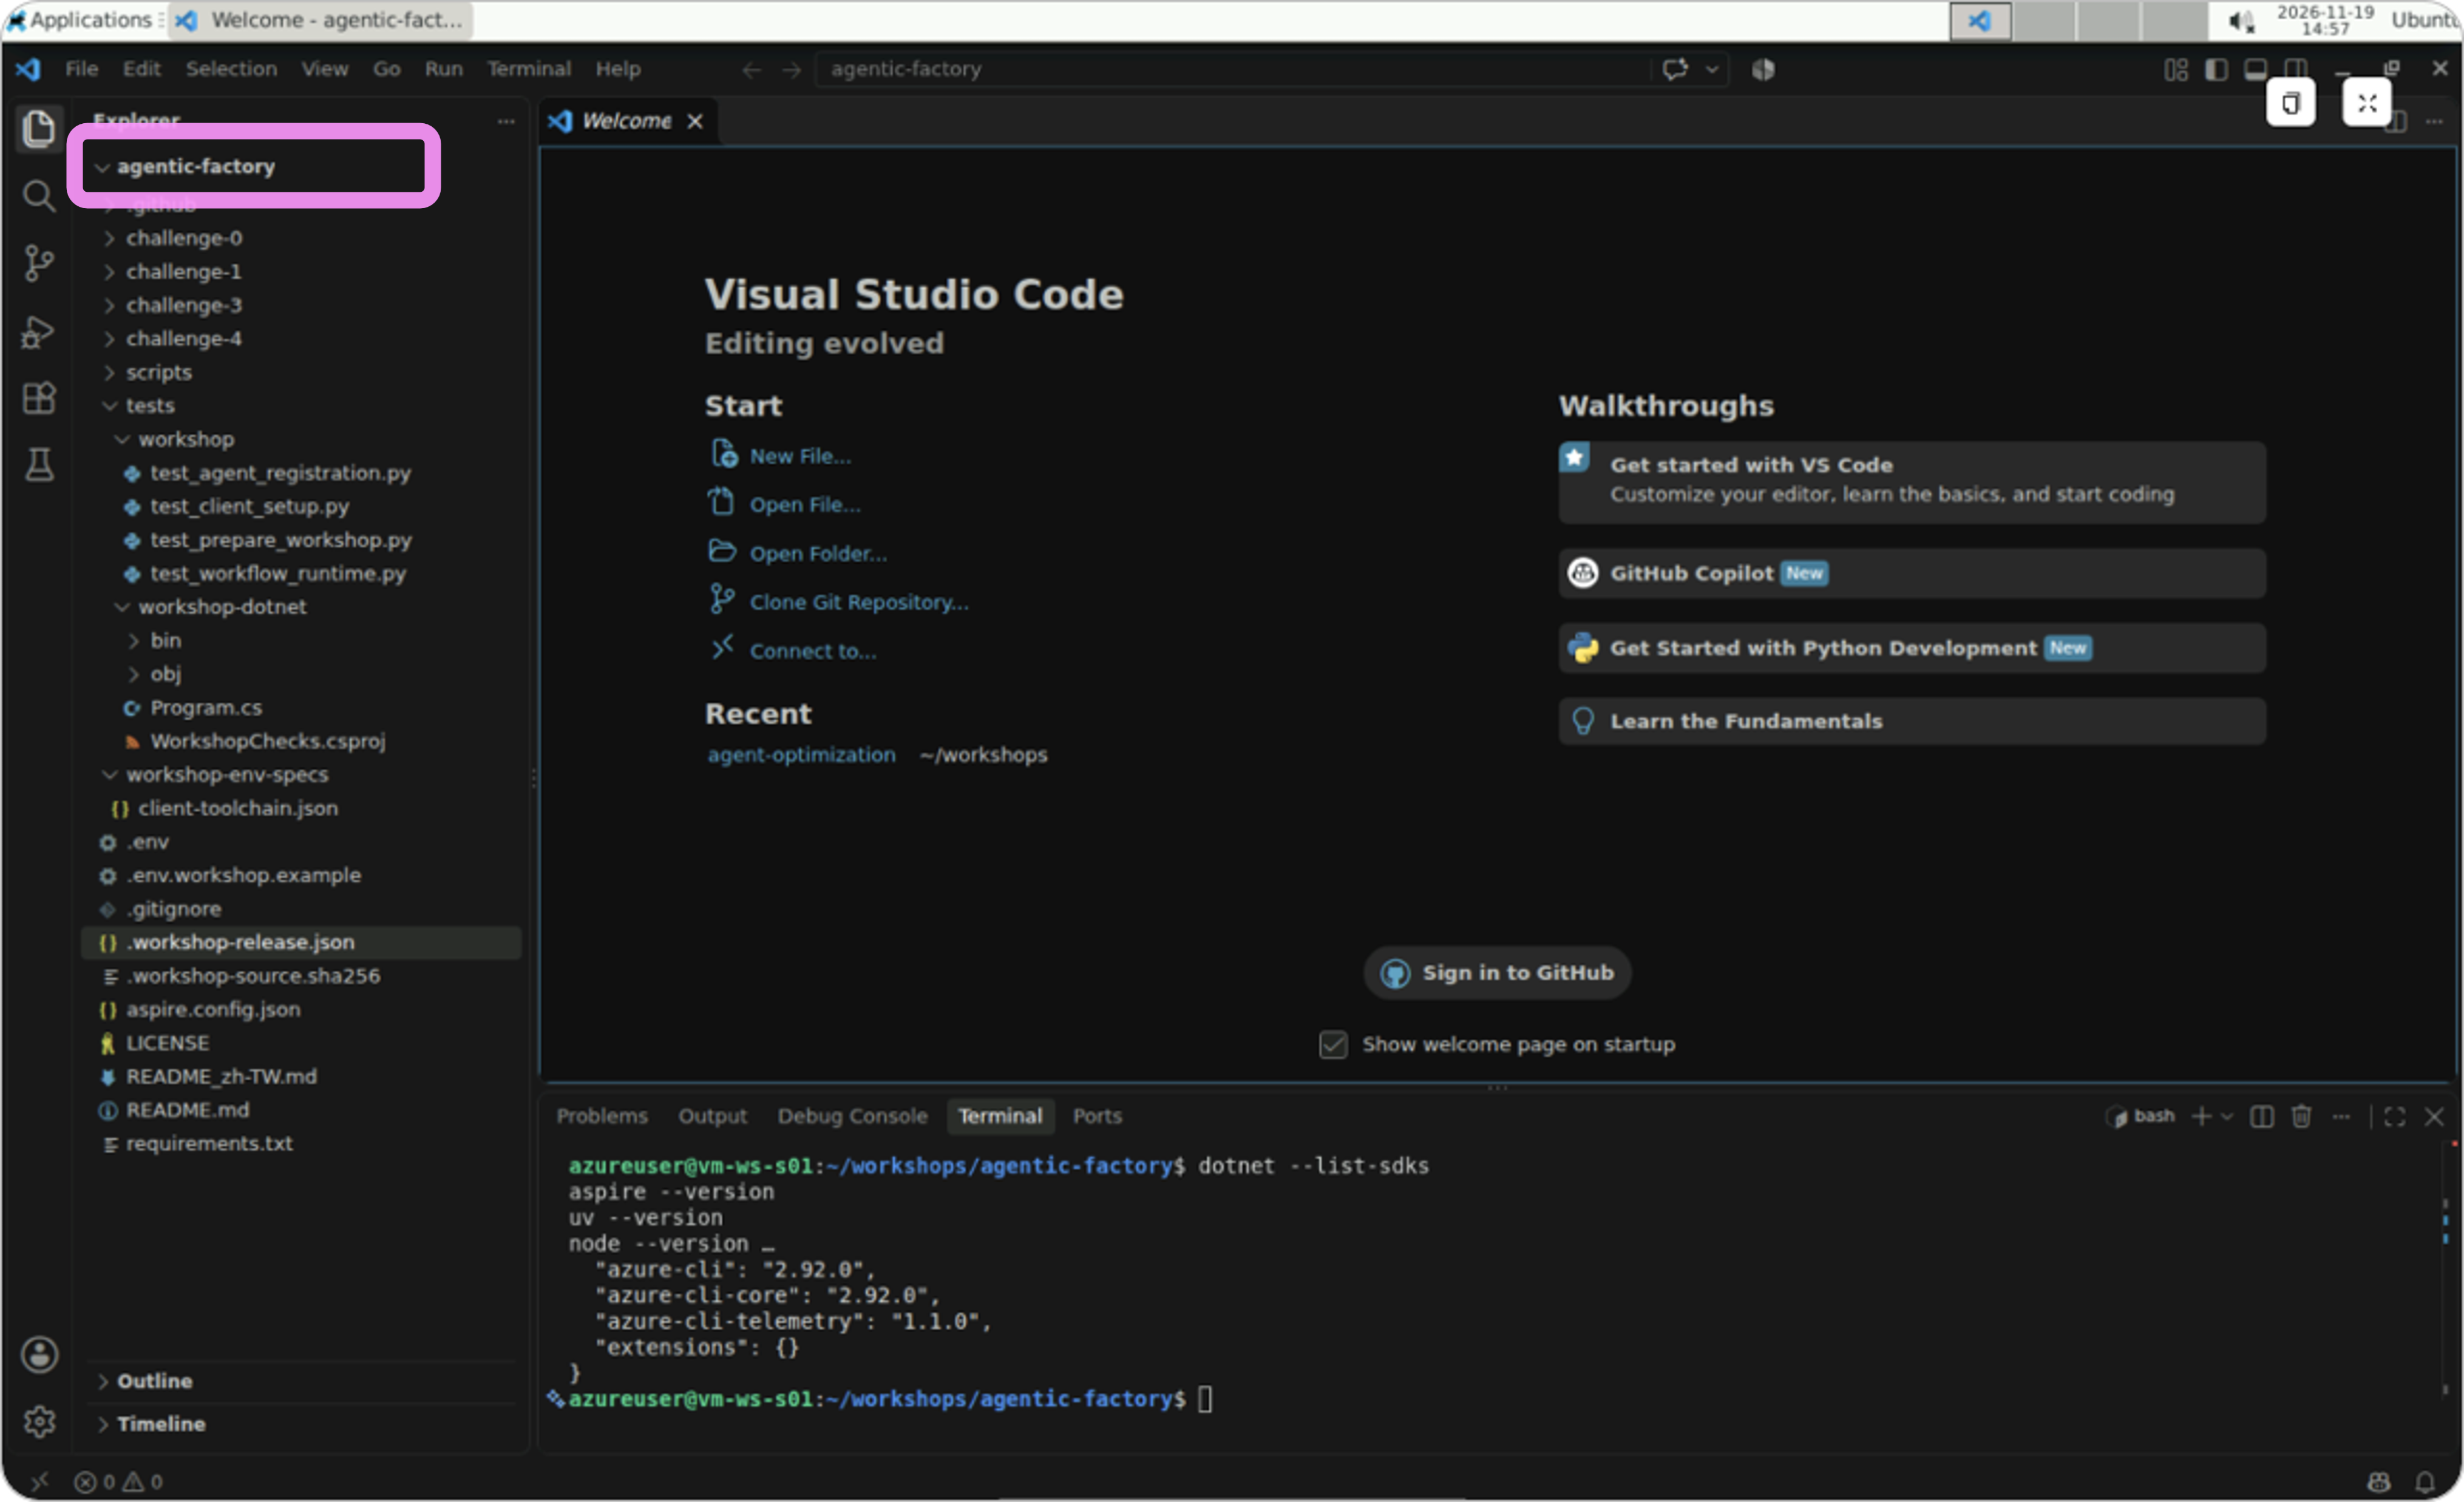 Applications
Welcome - agentic-fact...
2026-11-19
14:57
File Edit Selection View Go Run Terminal Help
agentic-factory
Explorer
Welcome
agentic-factory
.github
challenge-0
challenge-1
challenge-3
challenge-4
scripts
tests
workshop
test_agent_registration.py
test_client_setup.py
test_prepare_workshop.py
test_workflow_runtime.py
workshop-dotnet
bin
obj
Program.cs
WorkshopChecks.csproj
workshop-env-specs
client-toolchain.json
.env
.env.workshop.example
.gitignore
.workshop-release.json
.workshop-source.sha256
aspire.config.json
LICENSE
README_zh-TW.md
README.md
requirements.txt
Outline
Timeline
0 0
Visual Studio Code
Editing evolved
Start
New File...
Open File...
Open Folder...
Clone Git Repository...
Connect to...
Recent
agent-optimization ~/workshops
Walkthroughs
Get started with VS Code
Customize your editor, learn the basics, and start coding
GitHub Copilot New
Get Started with Python Development New
Learn the Fundamentals
Sign in to GitHub
Show welcome page on startup
Problems Output Debug Console Terminal Ports
bash
azureuser@vm-ws-s01:~/workshops/agentic-factory$ dotnet --list-sdks
aspire --version
uv --version
node --version …
"azure-cli": "2.92.0",
"azure-cli-core": "2.92.0",
"azure-cli-telemetry": "1.1.0",
"extensions": {}
}
azureuser@vm-ws-s01:~/workshops/agentic-factory$